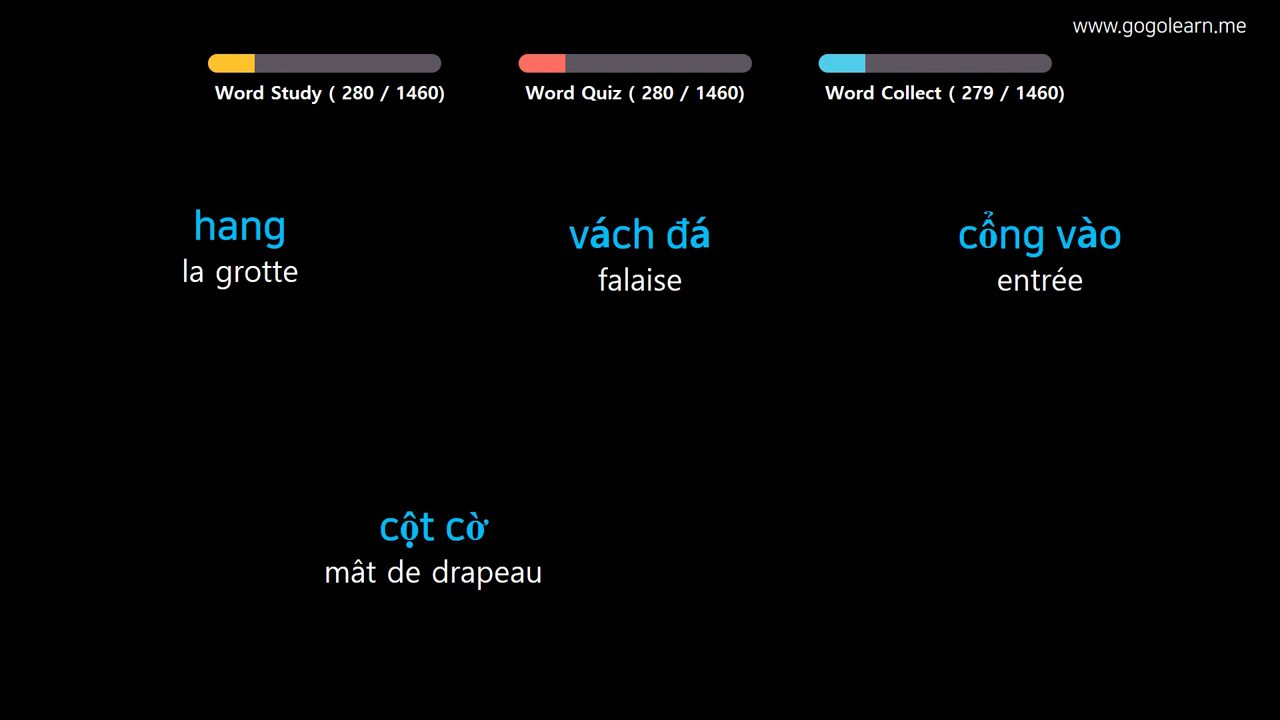 www.gogolearn.me
Word Study ( 280 / 1460)
Word Quiz ( 280 / 1460)
Word Collect ( 279 / 1460)
hang
la grotte
vách đá
falaise
cổng vào
entrée
cột cờ
mât de drapeau